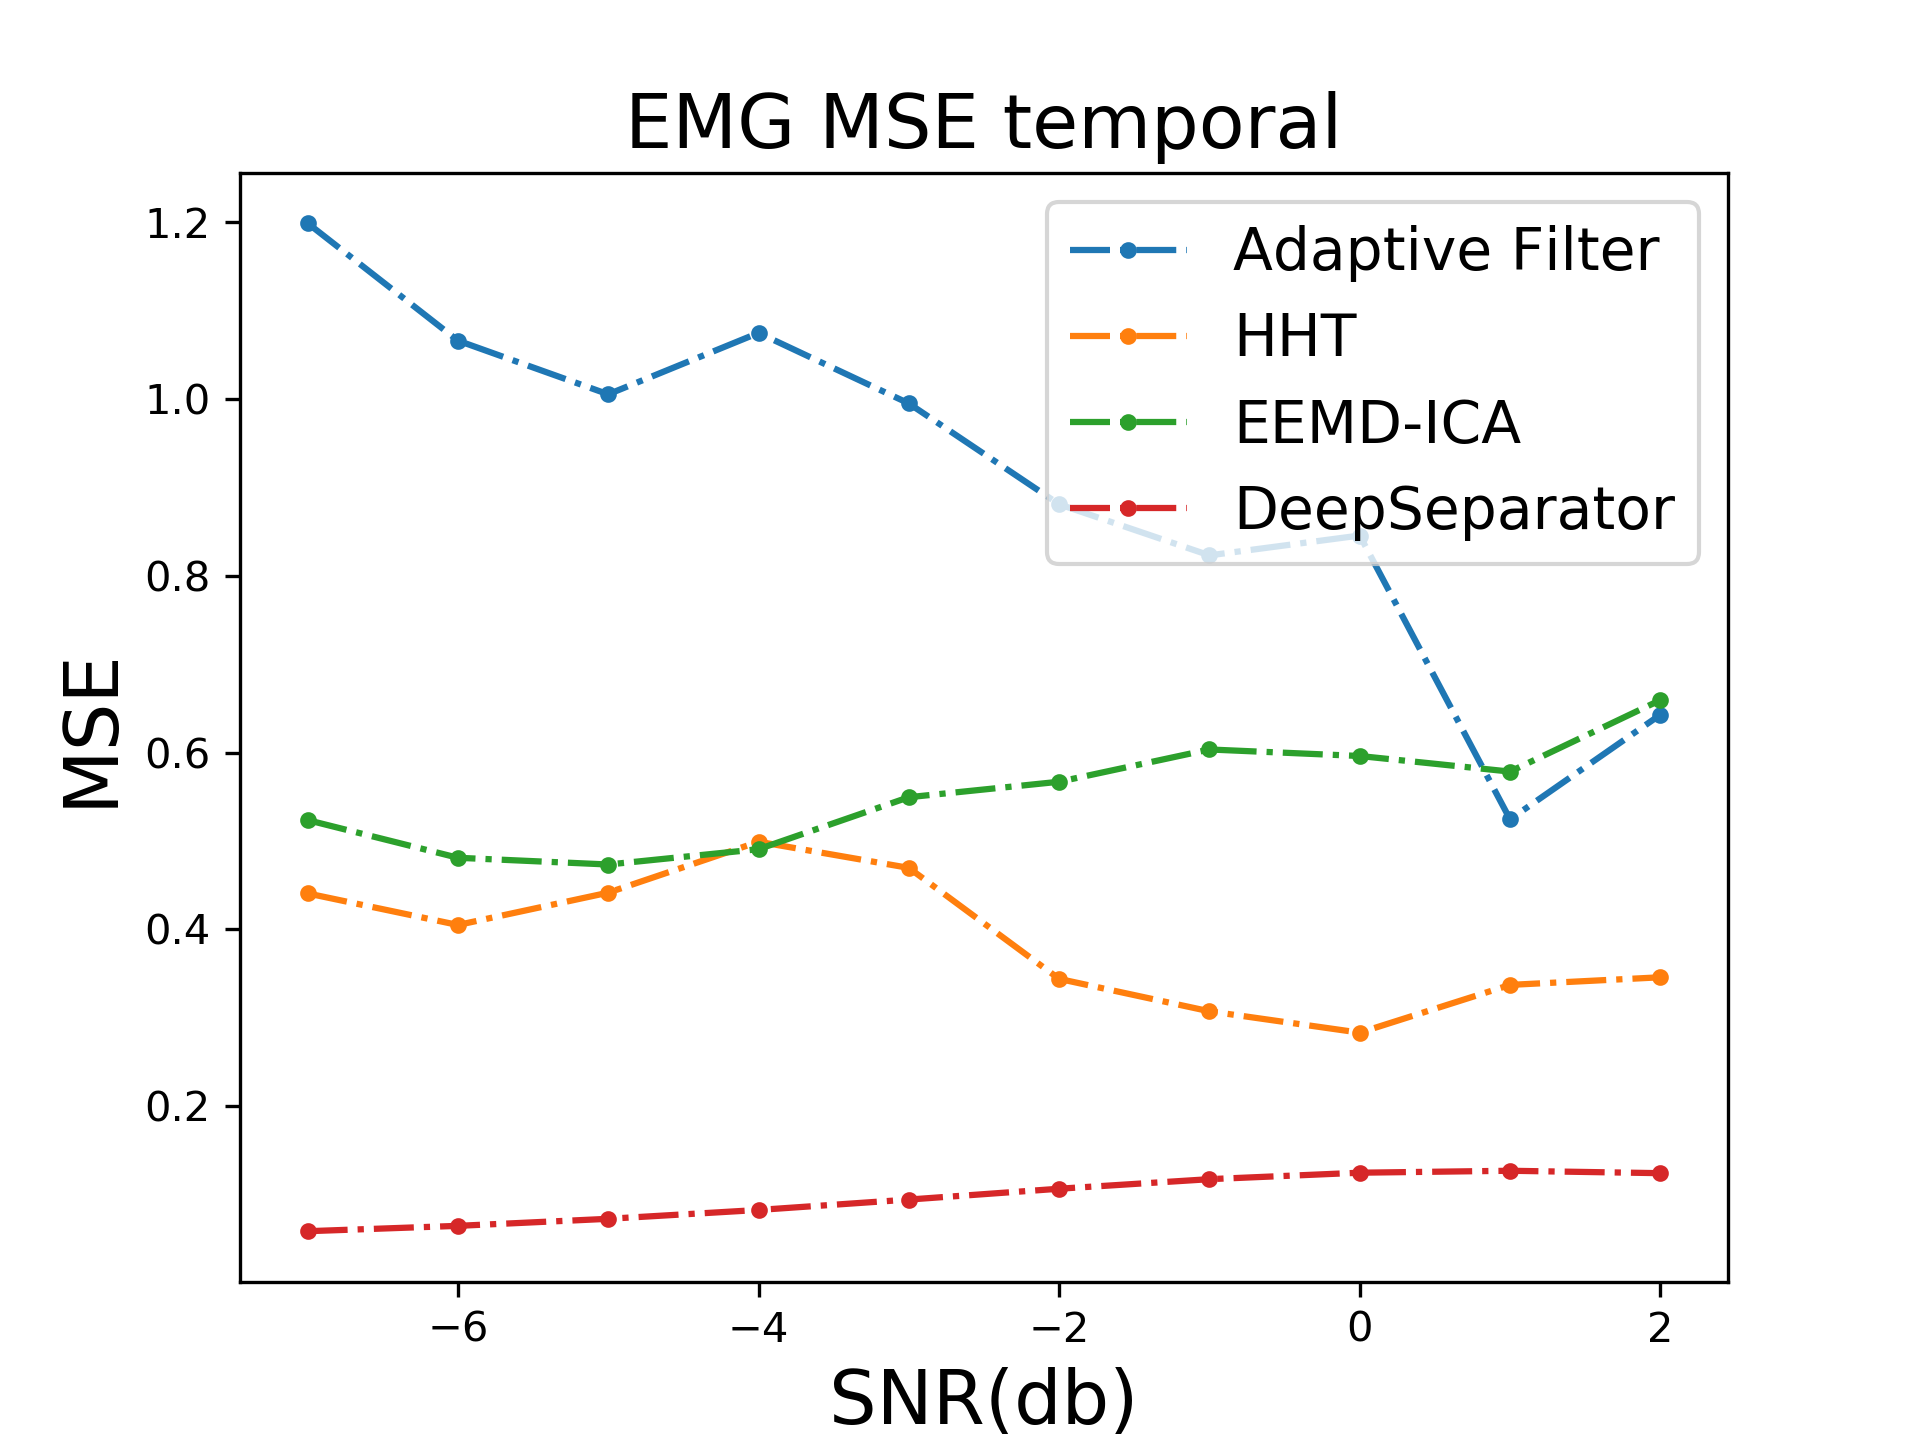 EMG MSE temporal
1.2
1.0
0.8
0.6
0.4
0.2
MSE
Adaptive Filter
HHT
EEMD-ICA
DeepSeparator
−6 −4 −2 0 2
SNR(db)